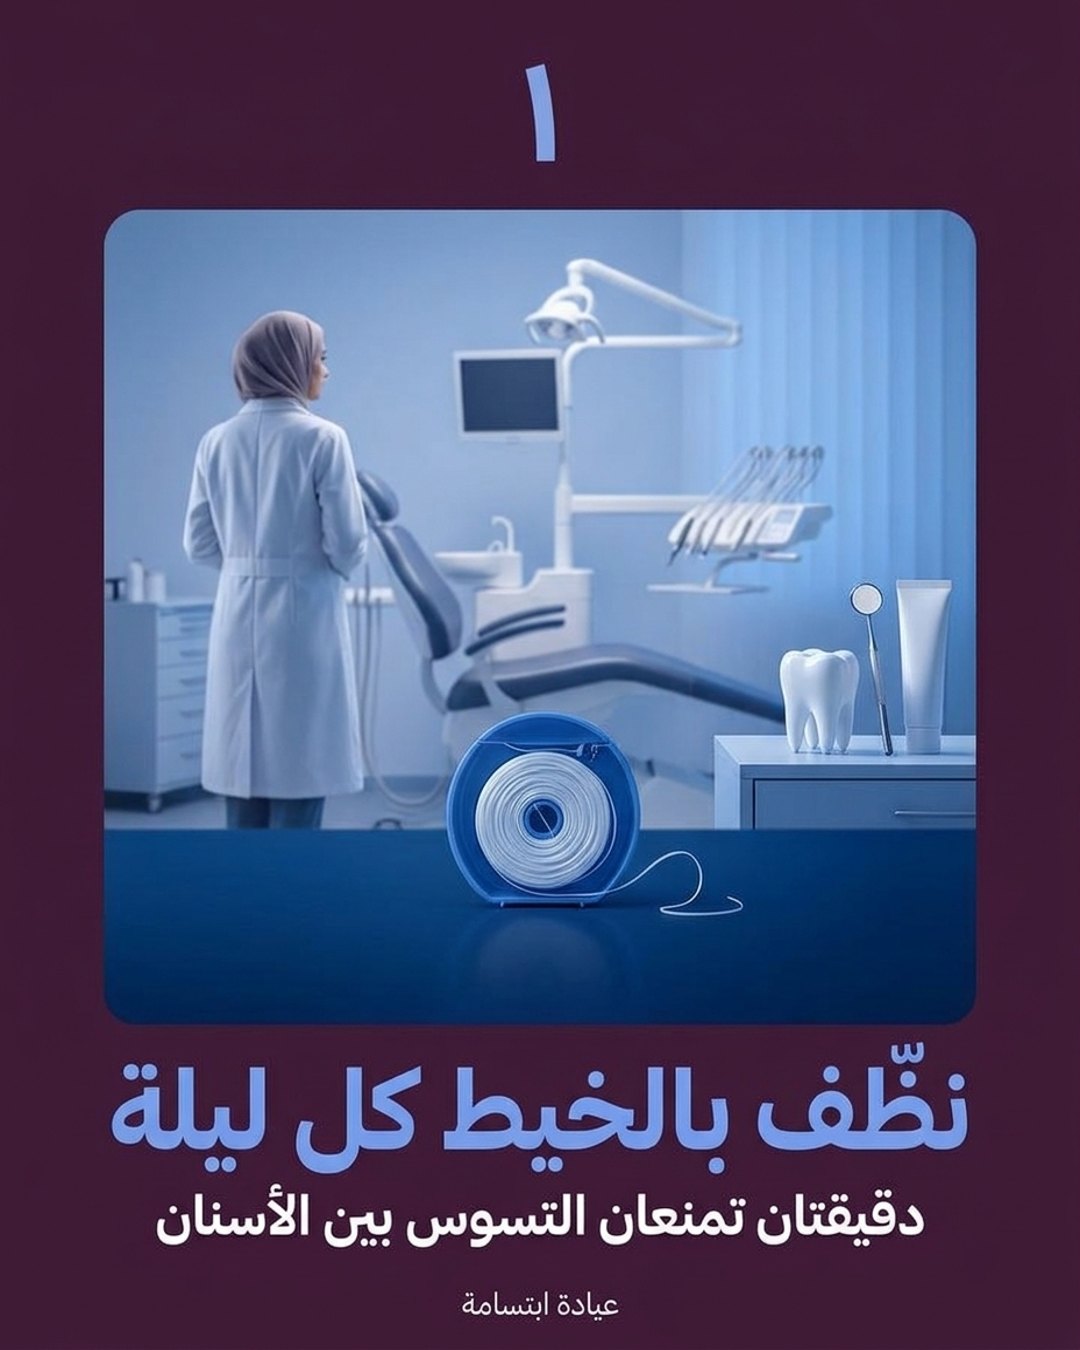 ١
نظّف بالخيط كل ليلة
دقيقتان تمنعان التسوس بين الأسنان
عيادة ابتسامة